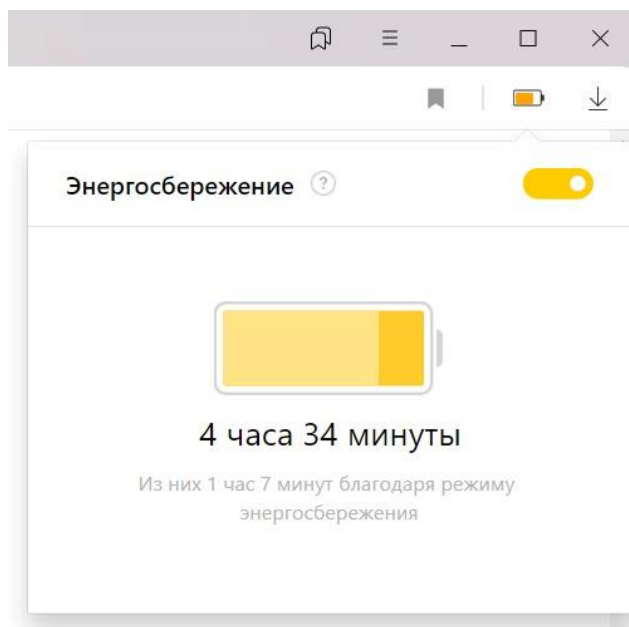 Энергосбережение ?
4 часа 34 минуты
Из них 1 час 7 минут благодаря режиму
энергосбережения